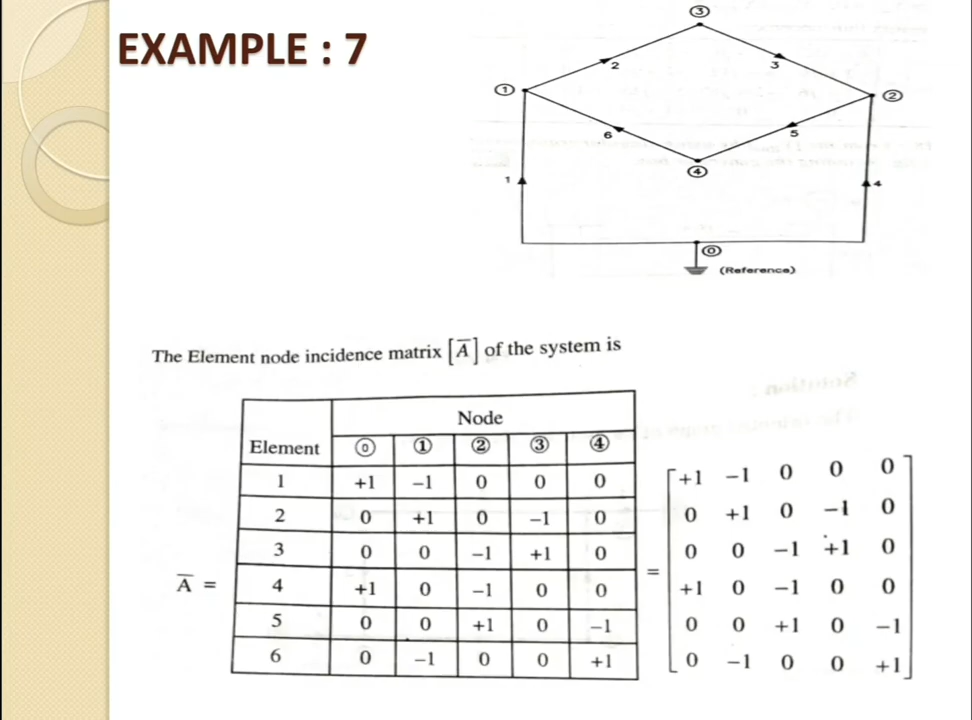 EXAMPLE : 7
③
2
3
①
②
6
5
④
1
4
⓪
(Reference)
The Element node incidence matrix [A̅] of the system is
Element Node
⓪ ① ② ③ ④
1 +1 −1 0 0 0
2 0 +1 0 −1 0
3 0 0 −1 +1 0
4 +1 0 −1 0 0
5 0 0 +1 0 −1
6 0 −1 0 0 +1
A̅ =
=
+1 −1 0 0 0
0 +1 0 −1 0
0 0 −1 +1 0
+1 0 −1 0 0
0 0 +1 0 −1
0 −1 0 0 +1